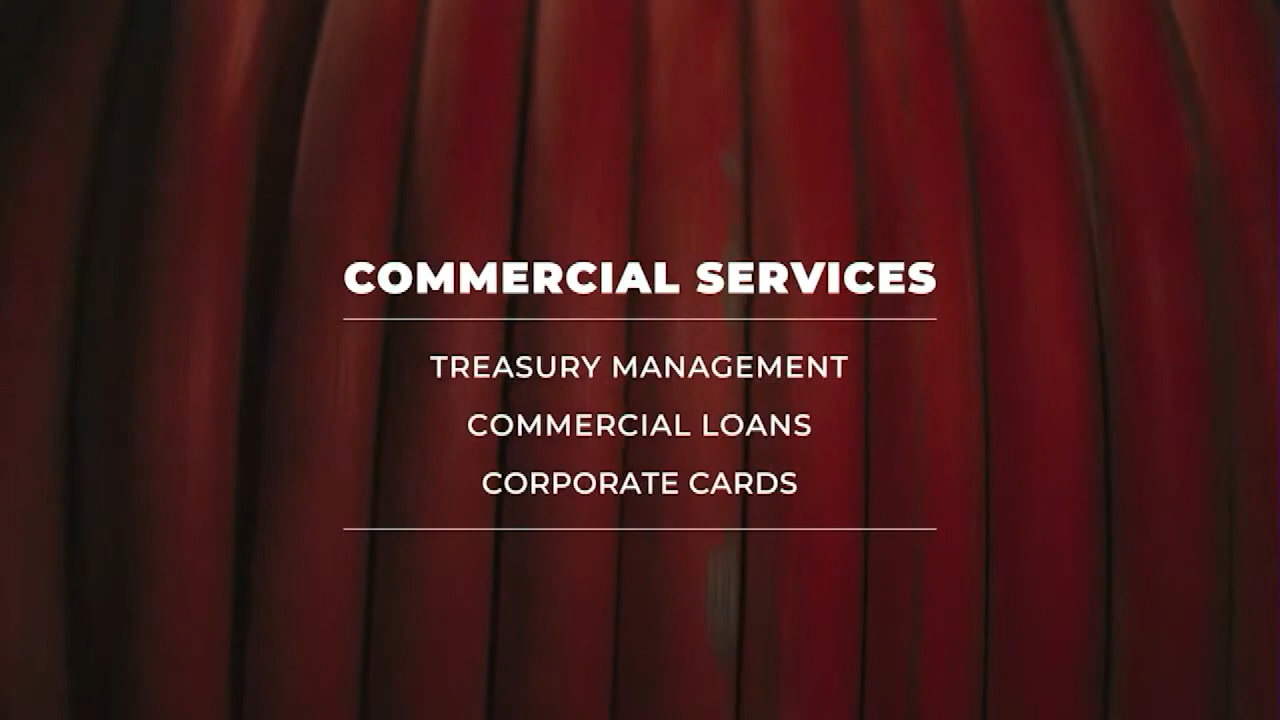 COMMERCIAL SERVICES
TREASURY MANAGEMENT
COMMERCIAL LOANS
CORPORATE CARDS